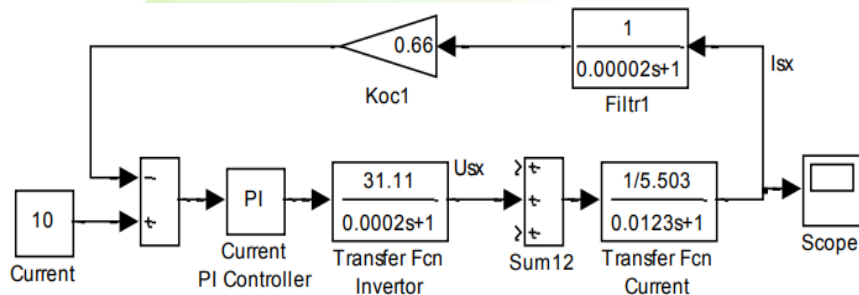 0.66
Koc1
1
0.00002s+1
Filtr1
Isx
10
Current
−
+
PI
Current
PI Controller
31.11
0.0002s+1
Transfer Fcn
Invertor
Usx
+
+
+
Sum12
1/5.503
0.0123s+1
Transfer Fcn
Current
Scope